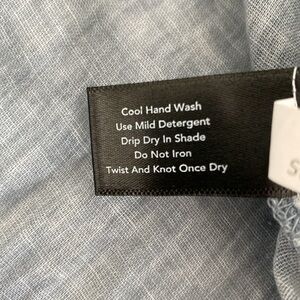 Cool Hand Wash
Use Mild Detergent
Drip Dry In Shade
Do Not Iron
Twist And Knot Once Dry